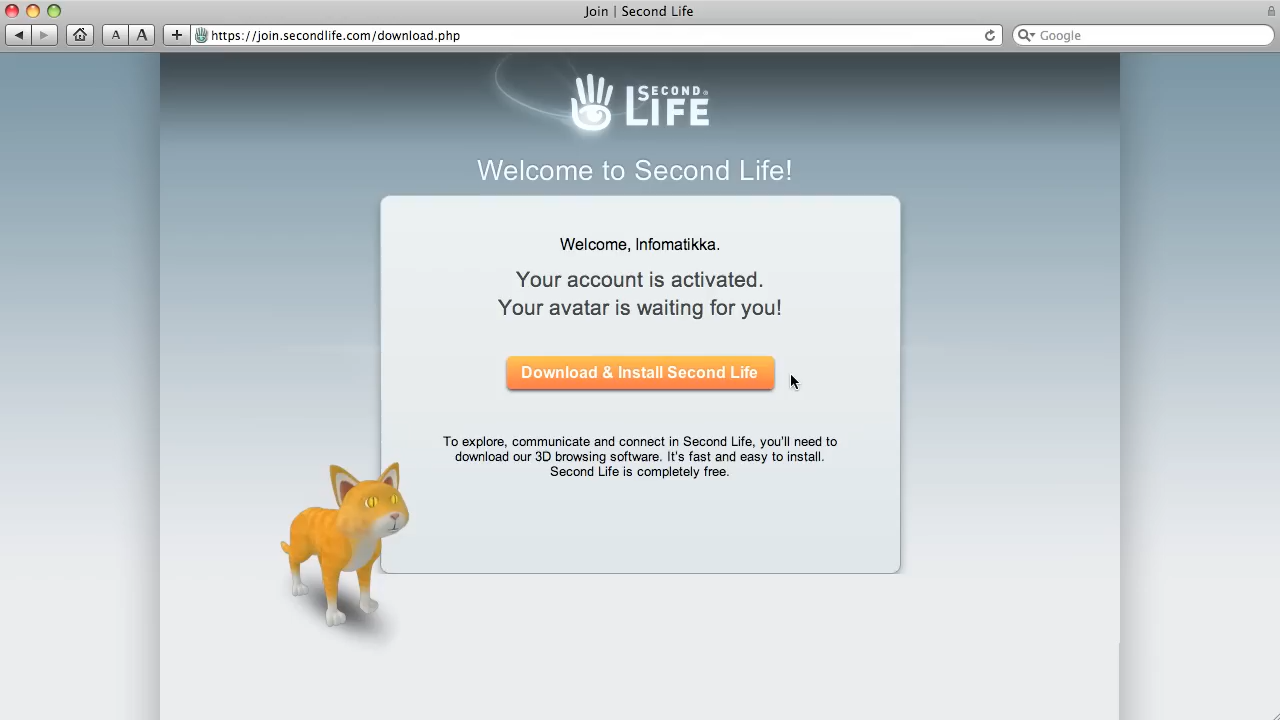 Join | Second Life
A A + https://join.secondlife.com/download.php Google
SECOND
LIFE
Welcome to Second Life!
Welcome, Infomatikka.
Your account is activated.
Your avatar is waiting for you!
Download & Install Second Life
To explore, communicate and connect in Second Life, you'll need to
download our 3D browsing software. It's fast and easy to install.
Second Life is completely free.